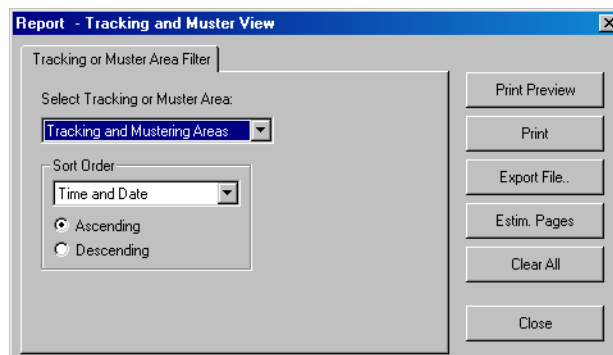 Report - Tracking and Muster View
Tracking or Muster Area Filter
Select Tracking or Muster Area:
Tracking and Mustering Areas
Sort Order
Time and Date
Ascending
Descending
Print Preview
Print
Export File..
Estim. Pages
Clear All
Close